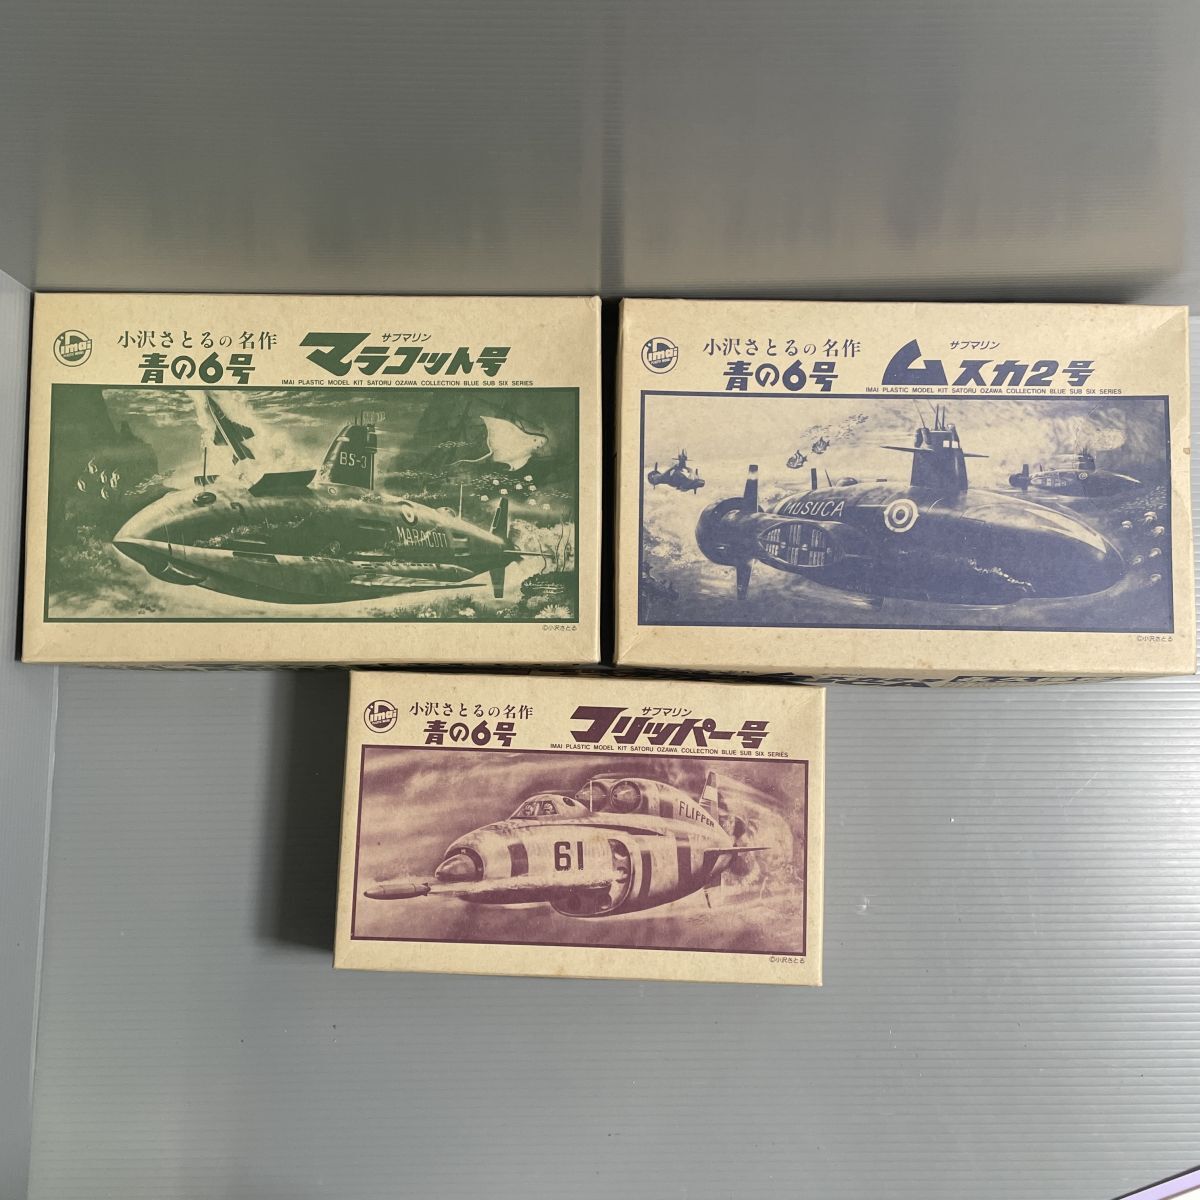 imai
小沢さとるの名作
青の6号
サブマリン
マラコット号
IMAI PLASTIC MODEL KIT SATORU OZAWA COLLECTION BLUE SUB SIX SERIES
BS-3
MARACOTT
©小沢さとる
imai
小沢さとるの名作
青の6号
サブマリン
ムスカ2号
IMAI PLASTIC MODEL KIT SATORU OZAWA COLLECTION BLUE SUB SIX SERIES
MUSUCA
©小沢さとる
imai
小沢さとるの名作
青の6号
サブマリン
フリッパー号
IMAI PLASTIC MODEL KIT SATORU OZAWA COLLECTION BLUE SUB SIX SERIES
FLIPPER
61
©小沢さとる